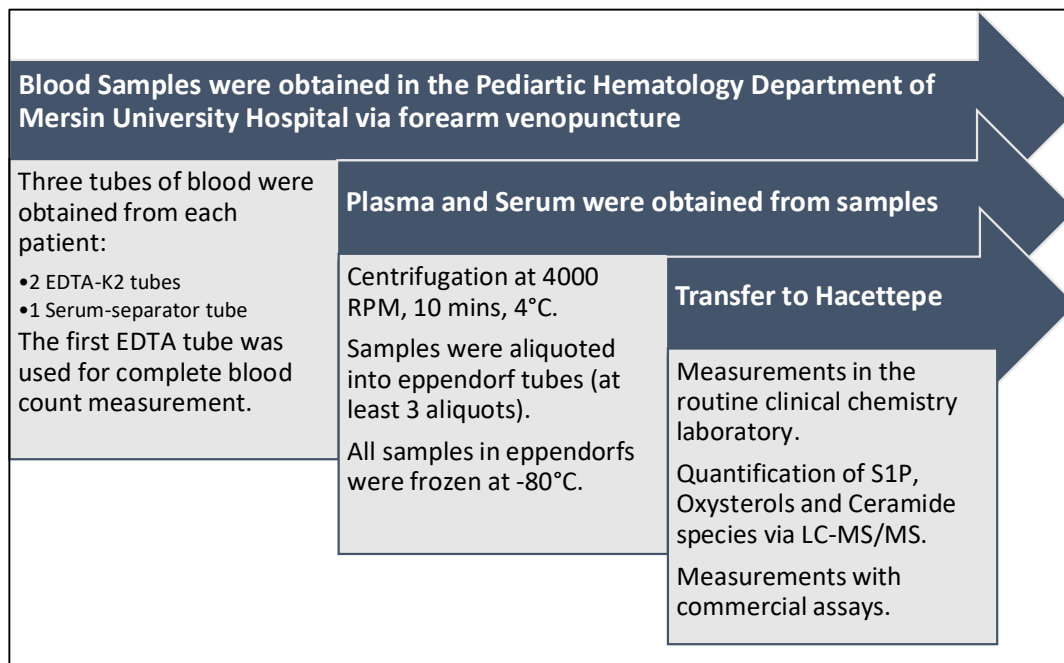 Blood Samples were obtained in the Pediartic Hematology Department of
Mersin University Hospital via forearm venopuncture
Three tubes of blood were
obtained from each
patient:
•2 EDTA-K2 tubes
•1 Serum-separator tube
The first EDTA tube was
used for complete blood
count measurement.
Plasma and Serum were obtained from samples
Centrifugation at 4000
RPM, 10 mins, 4°C.
Samples were aliquoted
into eppendorf tubes (at
least 3 aliquots).
All samples in eppendorfs
were frozen at -80°C.
Transfer to Hacettepe
Measurements in the
routine clinical chemistry
laboratory.
Quantification of S1P,
Oxysterols and Ceramide
species via LC-MS/MS.
Measurements with
commercial assays.